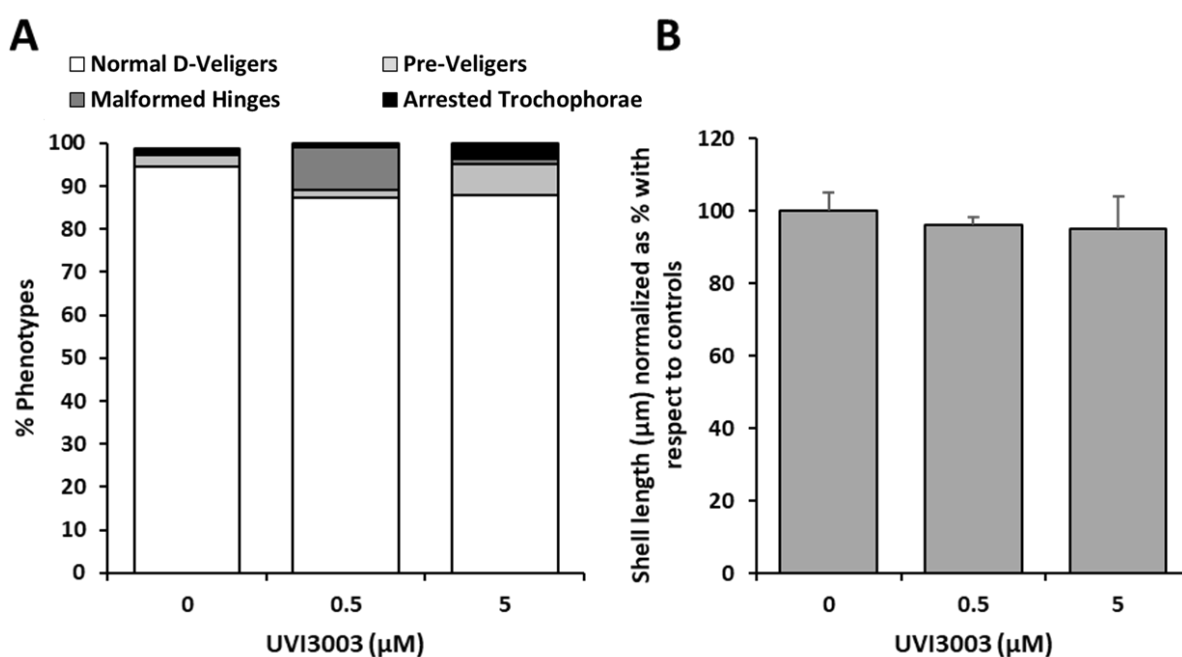 A
Normal D-Veligers
Pre-Veligers
Malformed Hinges
Arrested Trochophorae
100
90
80
70
60
50
40
30
20
10
0
% Phenotypes
0
0.5
5
UVI3003 (µM)
B
120
100
80
60
40
20
0
Shell length (µm) normalized as % with
respect to controls
0
0.5
5
UVI3003 (µM)